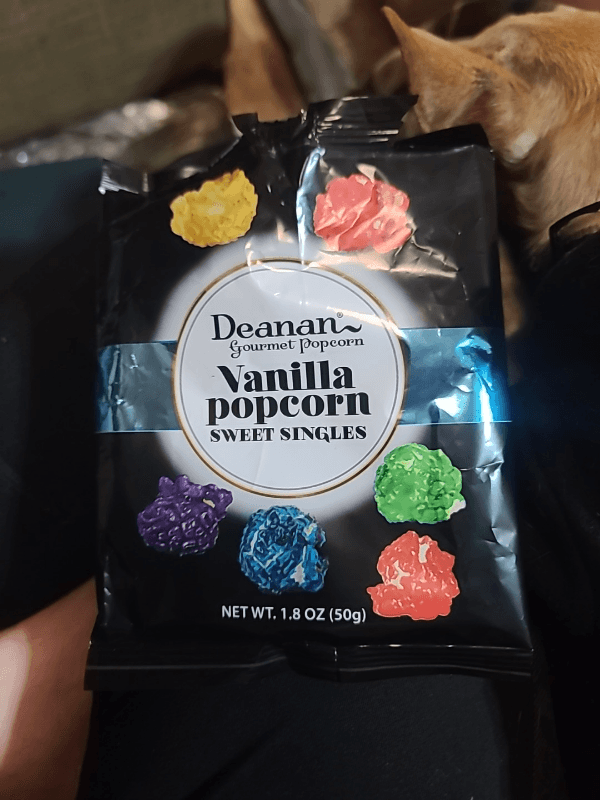 Deanan®
Gourmet Popcorn
Vanilla
popcorn
SWEET SINGLES
NET WT. 1.8 OZ (50g)